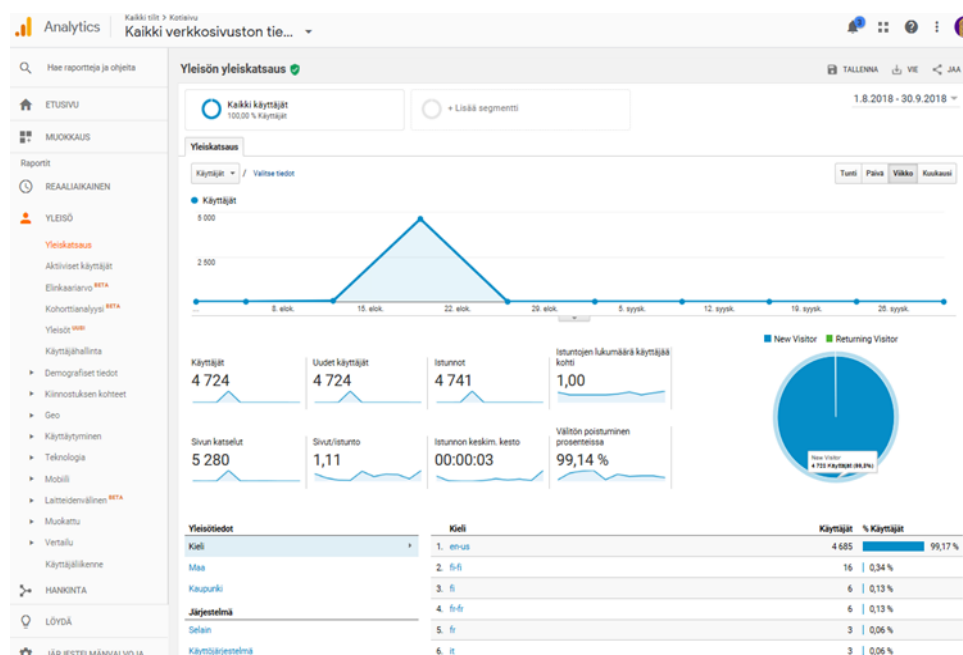 Analytics
Kaikki tilit > Kotisivu
Kaikki verkkosivuston tie...
3
Hae raportteja ja ohjeita
ETUSIVU
MUOKKAUS
Raportit
REAALIAIKAINEN
YLEISÖ
Yleiskatsaus
Aktiiviset käyttäjät
Elinkaariarvo BETA
Kohorttianalyysi BETA
Yleisöt UUSI
Käyttäjähallinta
Demografiset tiedot
Kiinnostuksen kohteet
Geo
Käyttäytyminen
Teknologia
Mobiili
Laitteidenvälinen BETA
Muokattu
Vertailu
Käyttäjäliikenne
HANKINTA
LÖYDÄ
JÄRJESTELMÄNVALVOJA
Yleisön yleiskatsaus
TALLENNA
VIE
JAA
Kaikki käyttäjät
100,00 % Käyttäjät
+ Lisää segmentti
1.8.2018 - 30.9.2018
Yleiskatsaus
Käyttäjät / Valitse tiedot
Tunti Päivä Viikko Kuukausi
Käyttäjät
5 000
2 500
... 8. elok. 15. elok. 22. elok. 29. elok. 5. syysk. 12. syysk. 19. syysk. 26. syysk.
New Visitor Returning Visitor
Käyttäjät
4 724
Uudet käyttäjät
4 724
Istunnot
4 741
Istuntojen lukumäärä käyttäjää
kohti
1,00
Sivun katselut
5 280
Sivut/istunto
1,11
Istunnon keskim. kesto
00:00:03
Välitön poistuminen
prosenteissa
99,14 %
New Visitor
Yleisötiedot
Kieli
Maa
Kaupunki
Järjestelmä
Selain
Käyttöjärjestelmä
Kieli Käyttäjät % Käyttäjät
1. en-us 4 685 99,17 %
2. fi-fi 16 0,34 %
3. fi 6 0,13 %
4. fr-fr 6 0,13 %
5. fr 3 0,06 %
6. it 3 0,06 %